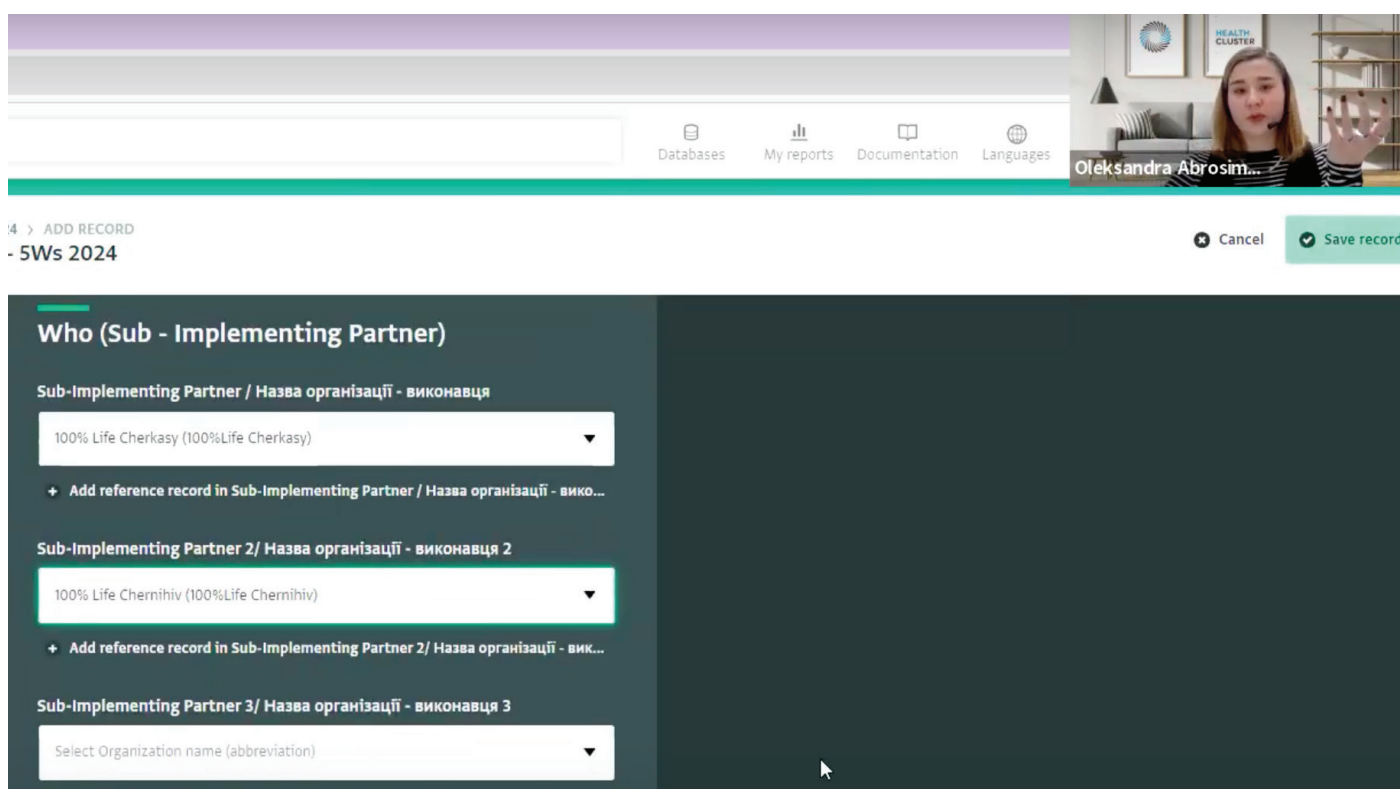 HEALTH
CLUSTER
Databases
My reports
Documentation
Languages
Oleksandra Abrosim...
4 > ADD RECORD
- 5Ws 2024
Cancel
Save record
Who (Sub - Implementing Partner)
Sub-Implementing Partner / Назва організації - виконавця
100% Life Cherkasy (100%Life Cherkasy)
+ Add reference record in Sub-Implementing Partner / Назва організації - вико...
Sub-Implementing Partner 2/ Назва організації - виконавця 2
100% Life Chernihiv (100%Life Chernihiv)
+ Add reference record in Sub-Implementing Partner 2/ Назва організації - вик...
Sub-Implementing Partner 3/ Назва організації - виконавця 3
Select Organization name (abbreviation)